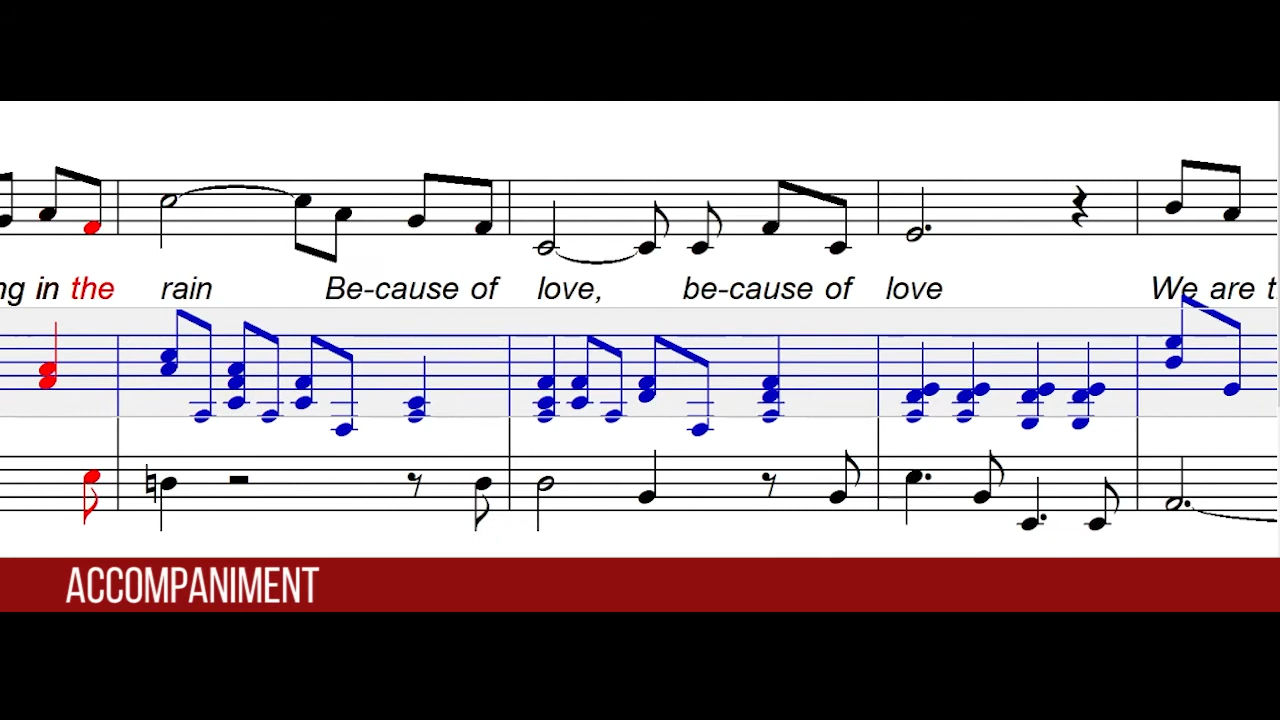 ng in the rain Be-cause of love, be-cause of love We are t
ACCOMPANIMENT